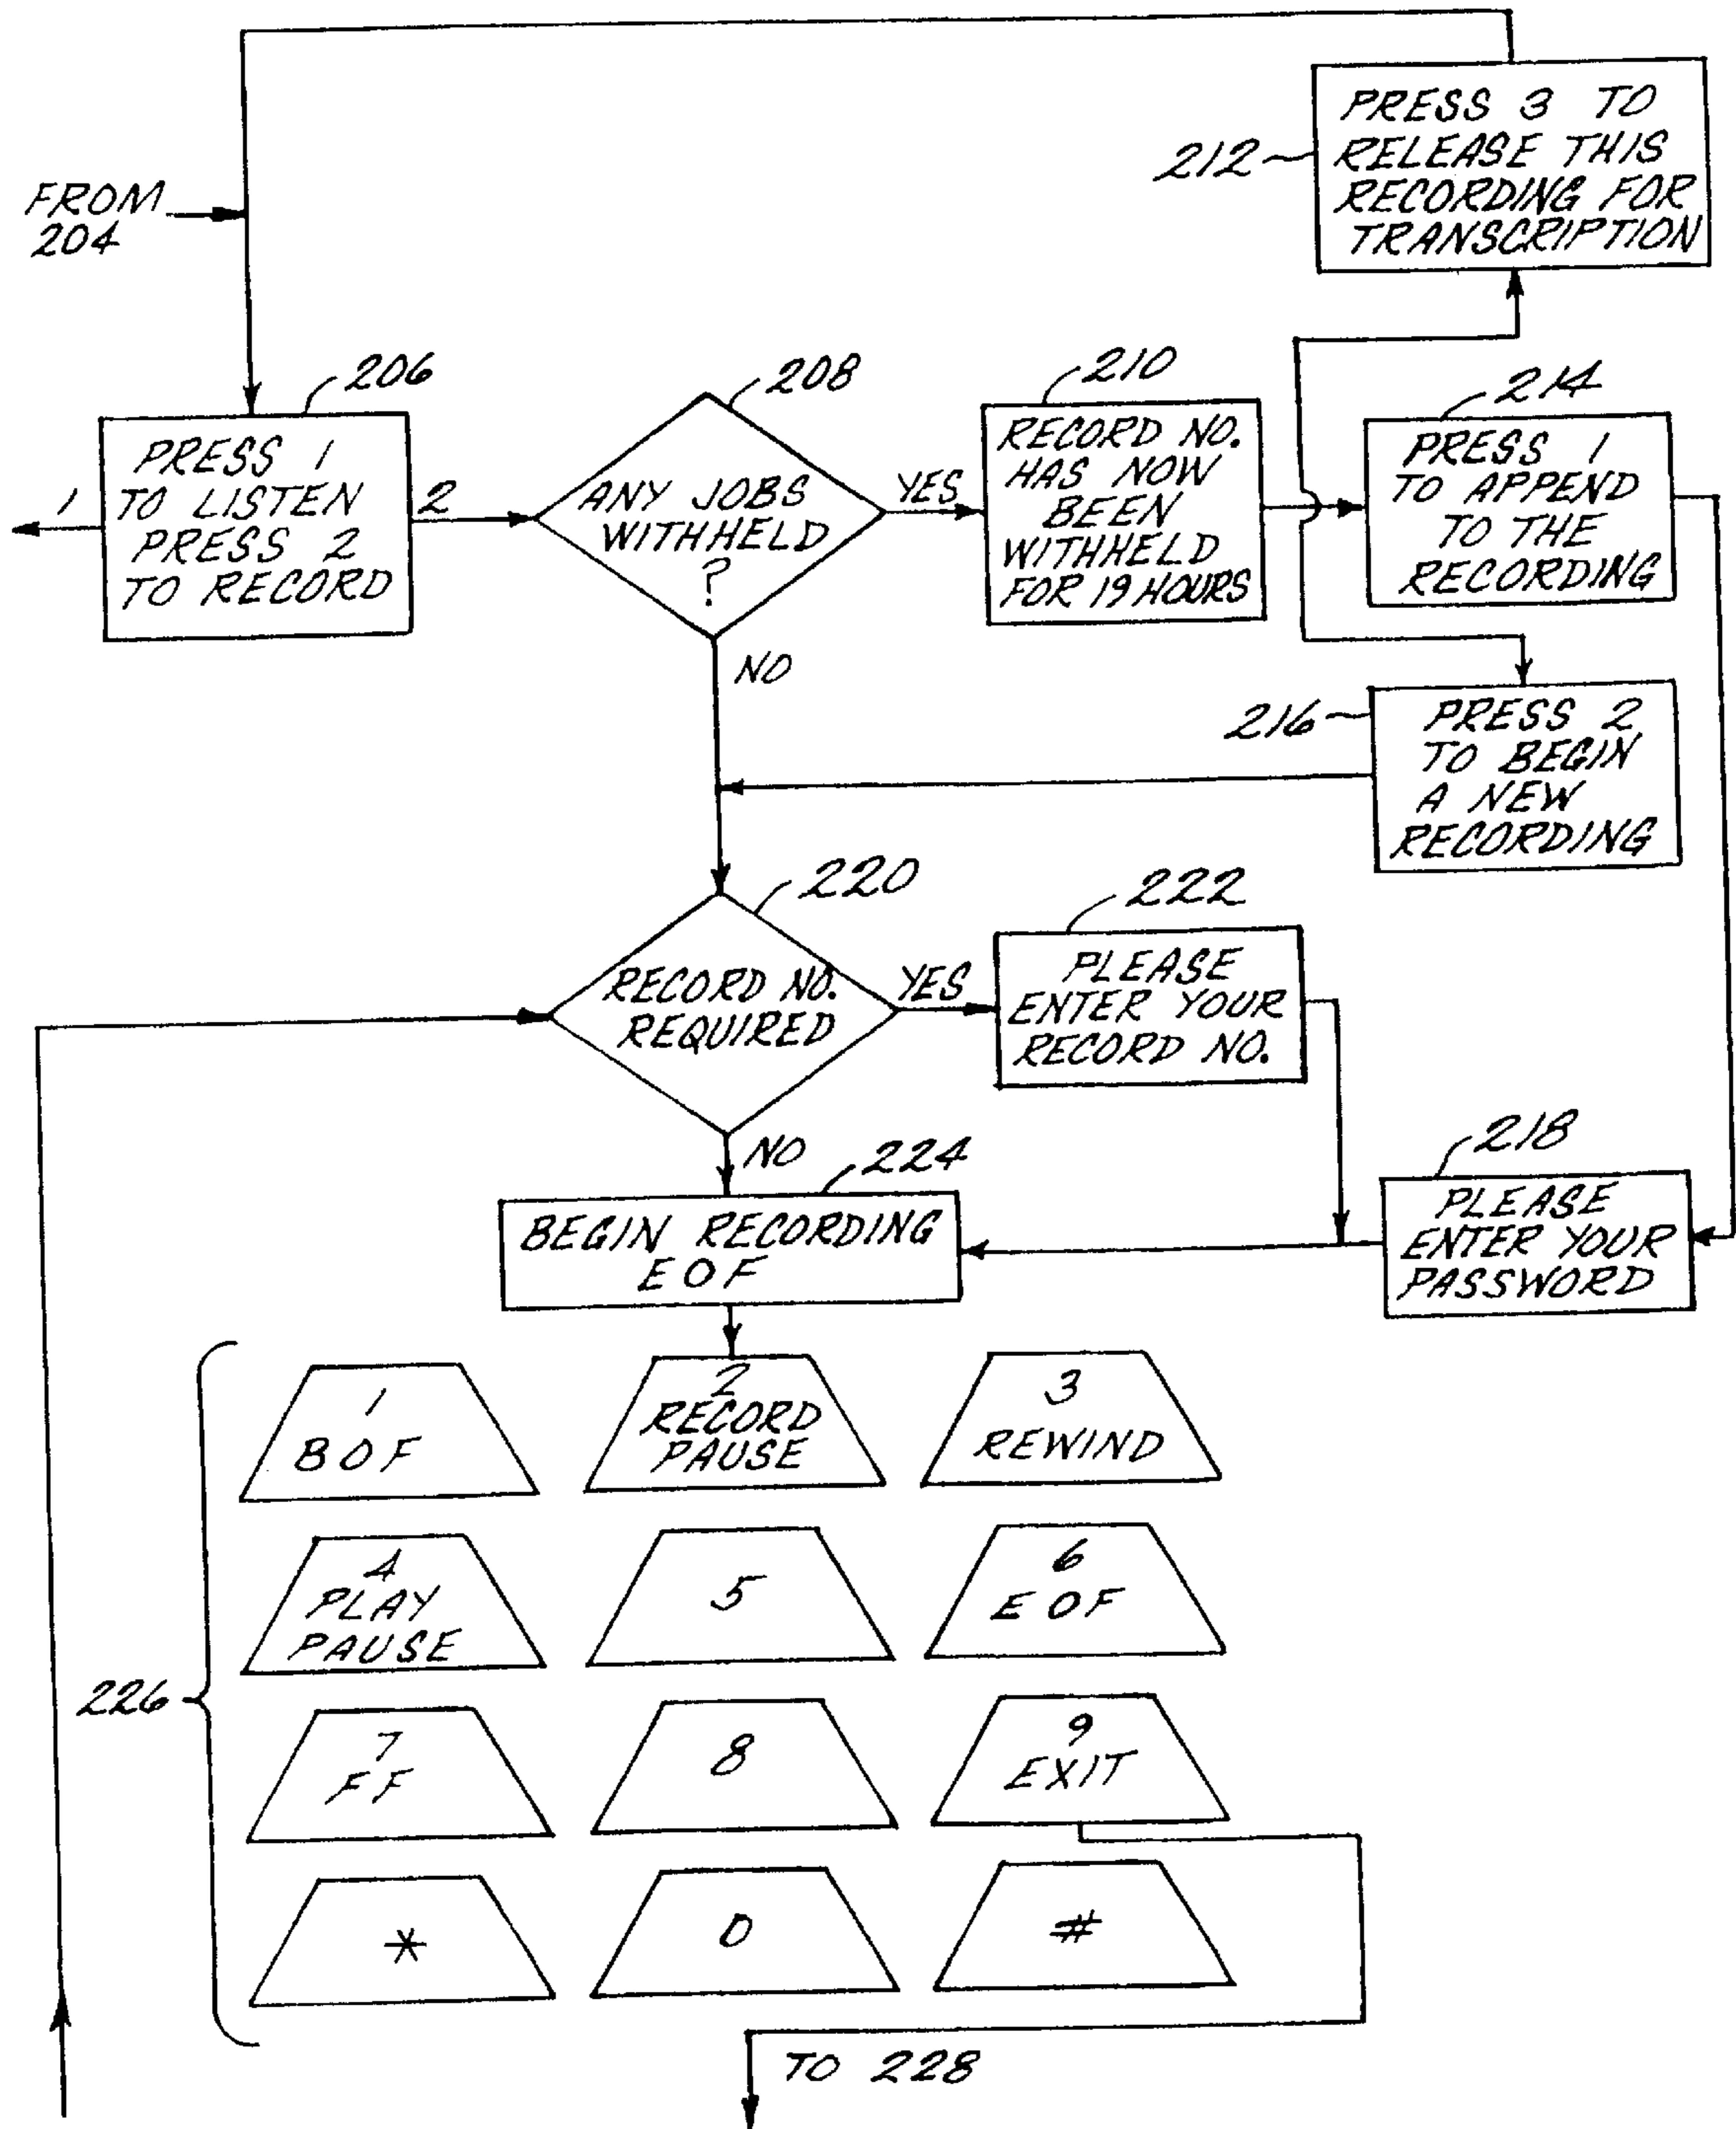 PRESS 3 TO
RELEASE THIS
RECORDING FOR
TRANSCRIPTION
212
FROM
204
206
PRESS 1
TO LISTEN
PRESS 2
TO RECORD
1
2
208
ANY JOBS
WITHHELD
?
YES
NO
210
RECORD NO.
HAS NOW
BEEN
WITHHELD
FOR 19 HOURS
214
PRESS 1
TO APPEND
TO THE
RECORDING
216
PRESS 2
TO BEGIN
A NEW
RECORDING
220
RECORD NO.
REQUIRED
YES
NO
222
PLEASE
ENTER YOUR
RECORD NO.
218
PLEASE
ENTER YOUR
PASSWORD
224
BEGIN RECORDING
EOF
226
1
BOF
2
RECORD
PAUSE
3
REWIND
4
PLAY
PAUSE
5
6
EOF
7
FF
8
9
EXIT
*
0
#
TO 228